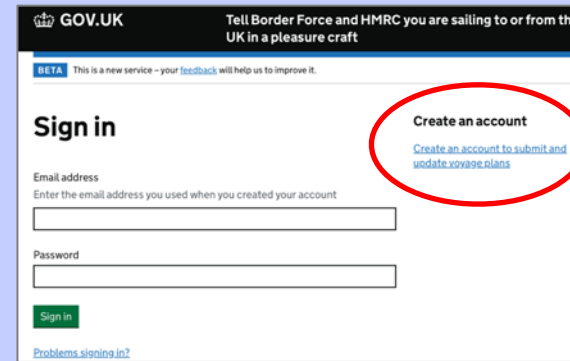 GOV.UK
Tell Border Force and HMRC you are sailing to or from
UK in a pleasure craft
BETA This is a new service – your feedback will help us to improve it.
Sign in
Create an account
Create an account to submit and
update voyage plans
Email address
Enter the email address you used when you created your account
Password
Sign in
Problems signing in?